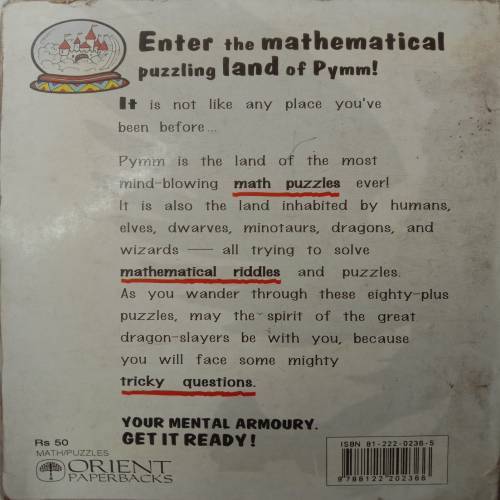 Enter the mathematical
puzzling land of Pymm!
It is not like any place you've
been before...
Pymm is the land of the most
mind-blowing math puzzles ever!
It is also the land inhabited by humans,
elves, dwarves, minotaurs, dragons, and
wizards — all trying to solve
mathematical riddles and puzzles.
As you wander through these eighty-plus
puzzles, may the spirit of the great
dragon-slayers be with you, because
you will face some mighty
tricky questions.
YOUR MENTAL ARMOURY.
GET IT READY!
Rs 50
MATH/PUZZLES
ORIENT
PAPERBACKS
ISBN 81-222-0236-5
9 788122 202366